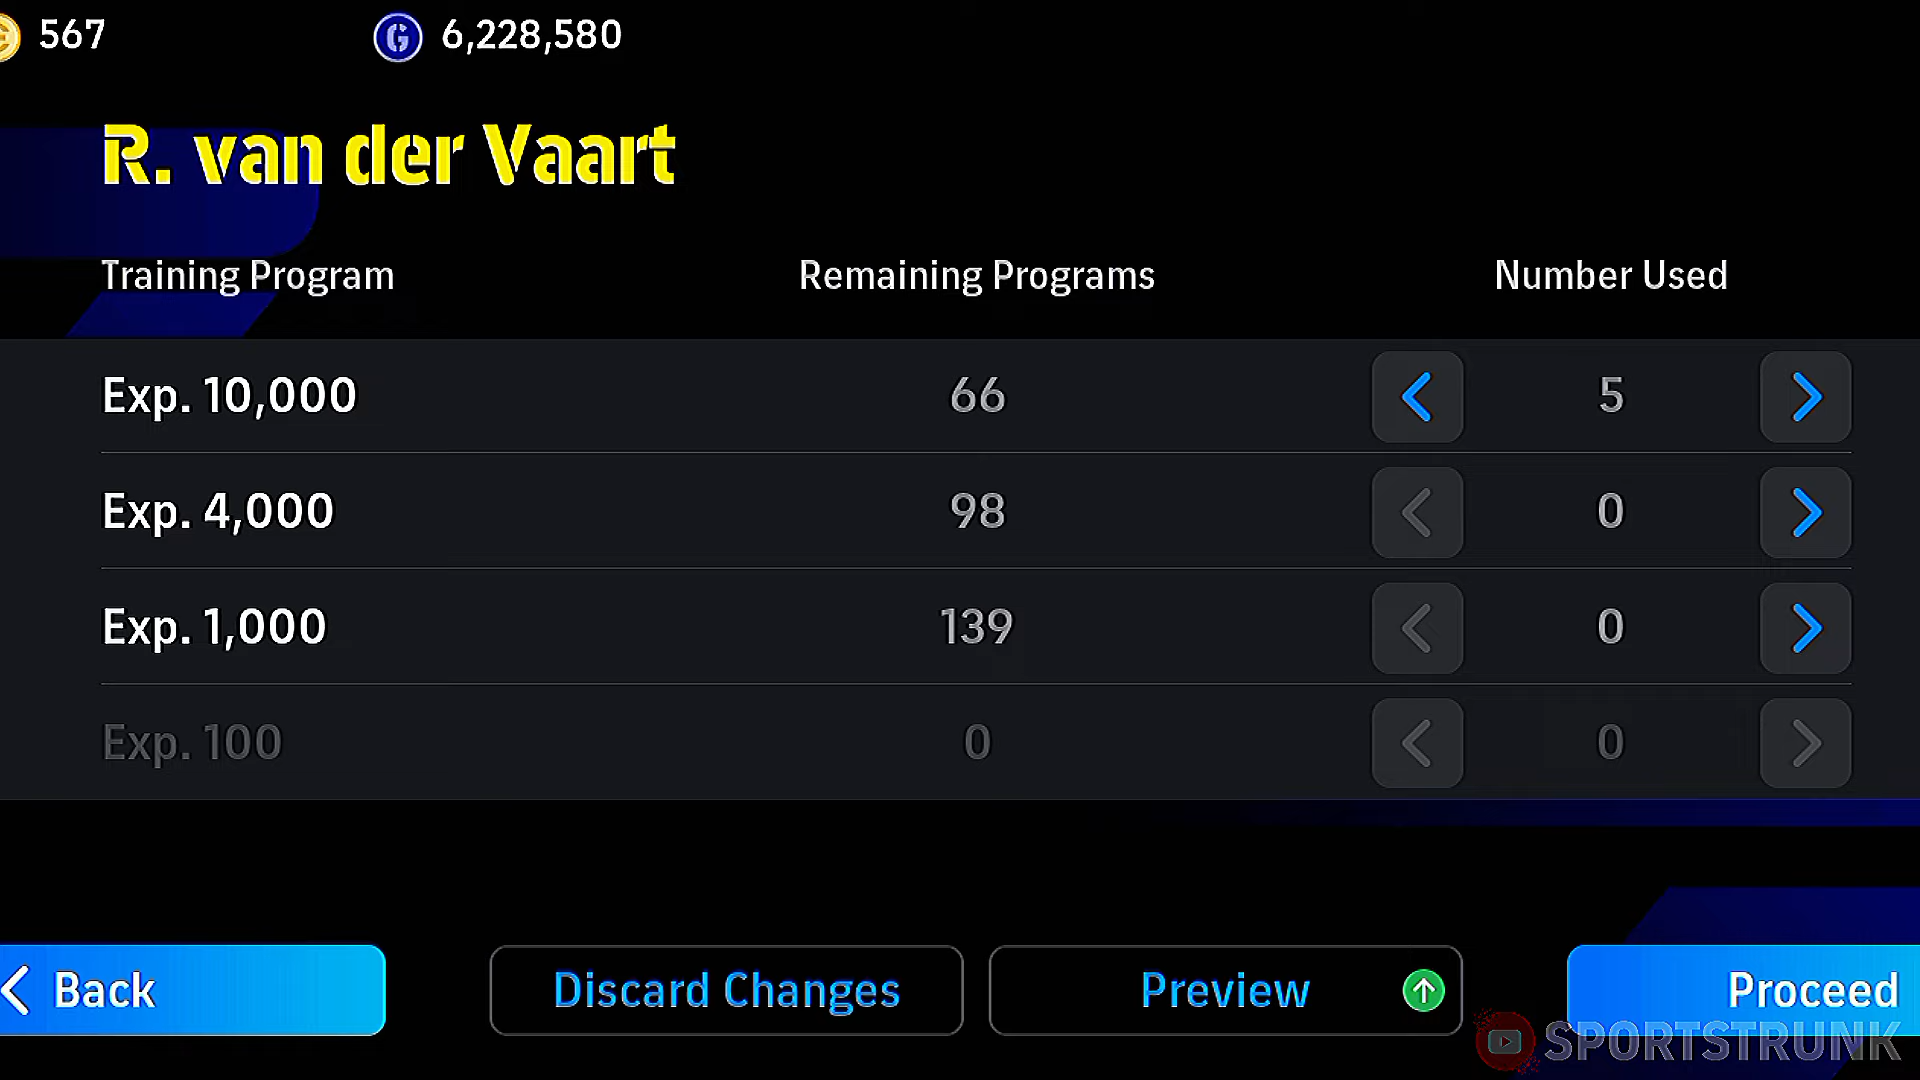 567 6,228,580
R. van der Vaart
Training Program Remaining Programs Number Used
Exp. 10,000 66 5
Exp. 4,000 98 0
Exp. 1,000 139 0
Exp. 100 0 0
Back Discard Changes Preview Proceed
SPORTSTRUNK